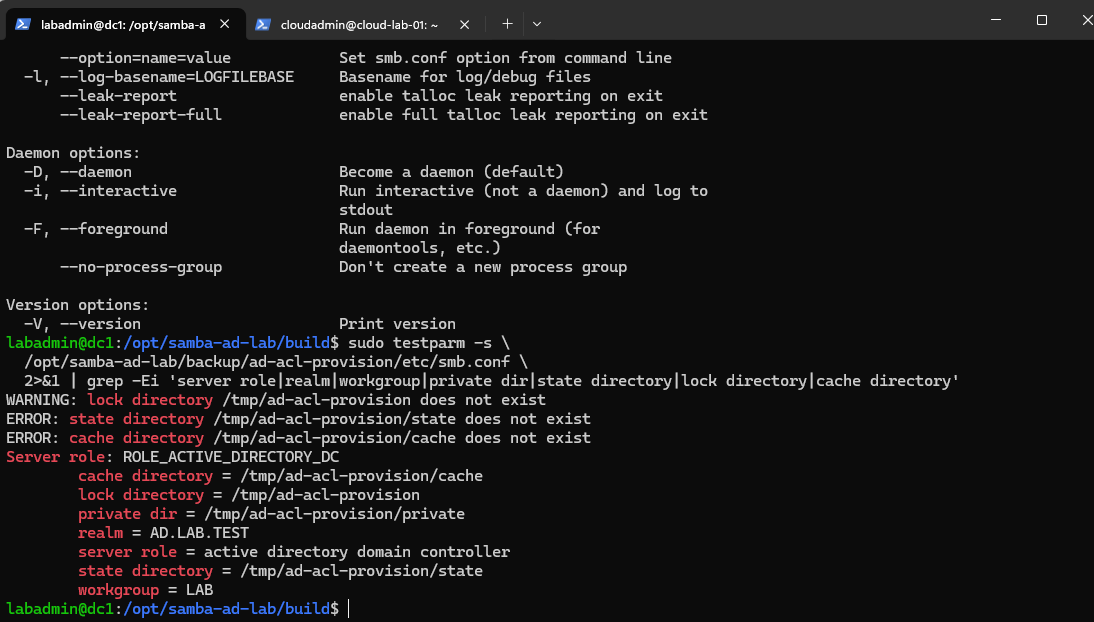 labadmin@dc1: /opt/samba-a
cloudadmin@cloud-lab-01: ~
      --option=name=value            Set smb.conf option from command line
  -l, --log-basename=LOGFILEBASE     Basename for log/debug files
      --leak-report                  enable talloc leak reporting on exit
      --leak-report-full             enable full talloc leak reporting on exit

Daemon options:
  -D, --daemon                       Become a daemon (default)
  -i, --interactive                  Run interactive (not a daemon) and log to
                                     stdout
  -F, --foreground                   Run daemon in foreground (for
                                     daemontools, etc.)
      --no-process-group             Don't create a new process group

Version options:
  -V, --version                      Print version
labadmin@dc1:/opt/samba-ad-lab/build$ sudo testparm -s \
  /opt/samba-ad-lab/backup/ad-acl-provision/etc/smb.conf \
  2>&1 | grep -Ei 'server role|realm|workgroup|private dir|state directory|lock directory|cache directory'
WARNING: lock directory /tmp/ad-acl-provision does not exist
ERROR: state directory /tmp/ad-acl-provision/state does not exist
ERROR: cache directory /tmp/ad-acl-provision/cache does not exist
Server role: ROLE_ACTIVE_DIRECTORY_DC
        cache directory = /tmp/ad-acl-provision/cache
        lock directory = /tmp/ad-acl-provision
        private dir = /tmp/ad-acl-provision/private
        realm = AD.LAB.TEST
        server role = active directory domain controller
        state directory = /tmp/ad-acl-provision/state
        workgroup = LAB
labadmin@dc1:/opt/samba-ad-lab/build$